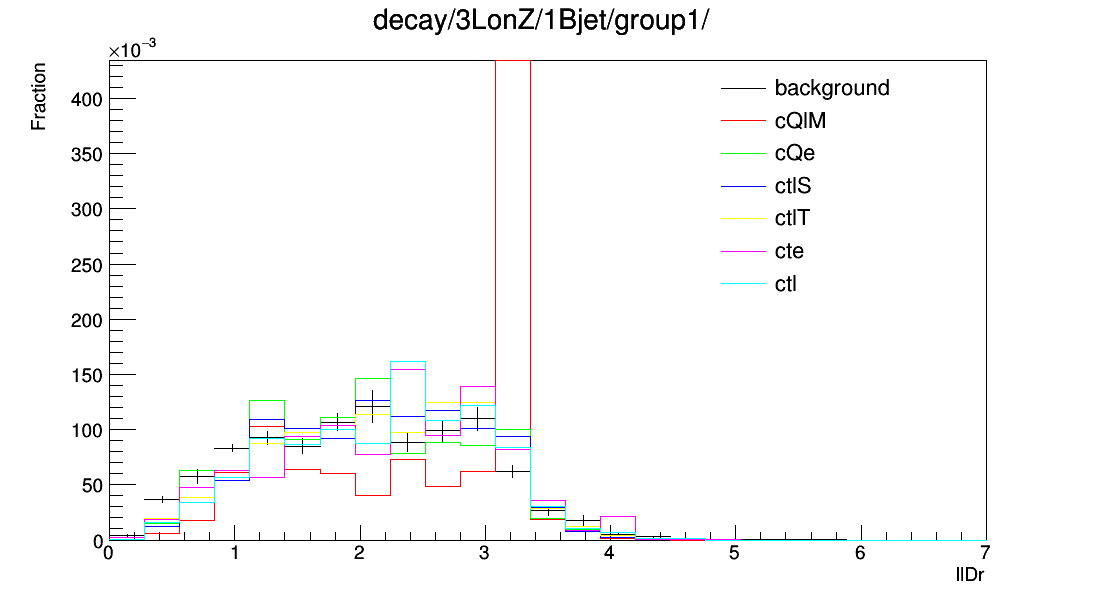 decay/3LonZ/1Bjet/group1/
×10⁻³
Fraction
400
350
300
250
200
150
100
50
0
background
cQlM
cQe
ctlS
ctlT
cte
ctl
0 1 2 3 4 5 6 7
llDr